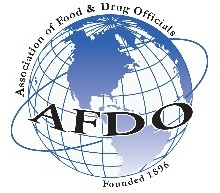 Association of Food & Drug Officials
AFDO
Founded 1896